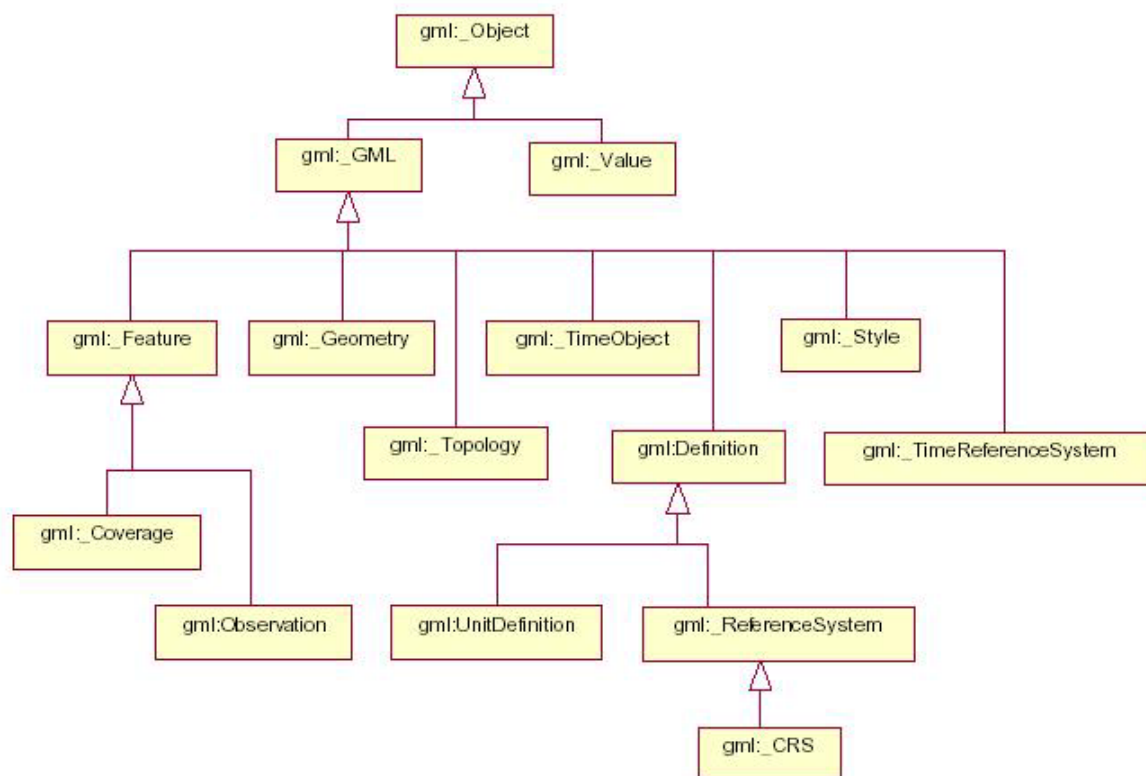 gml:_Object
gml:_GML
gml:_Value
gml:_Feature
gml:_Geometry
gml:_TimeObject
gml:_Style
gml:_Topology
gml:Definition
gml:_TimeReferenceSystem
gml:_Coverage
gml:Observation
gml:UnitDefinition
gml:_ReferenceSystem
gml:_CRS